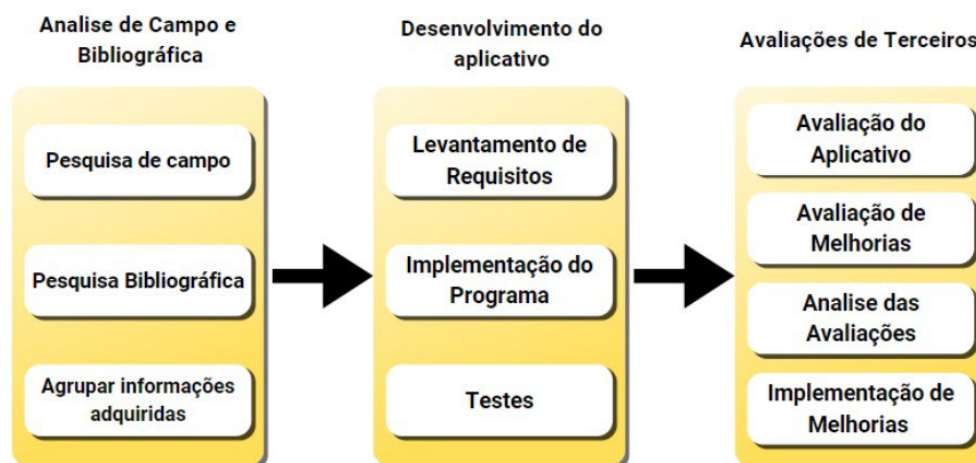 Analise de Campo e
Bibliográfica
Pesquisa de campo
Pesquisa Bibliográfica
Agrupar informações
adquiridas
Desenvolvimento do
aplicativo
Levantamento de
Requisitos
Implementação do
Programa
Testes
Avaliações de Terceiros
Avaliação do
Aplicativo
Avaliação de
Melhorias
Analise das
Avaliações
Implementação de
Melhorias